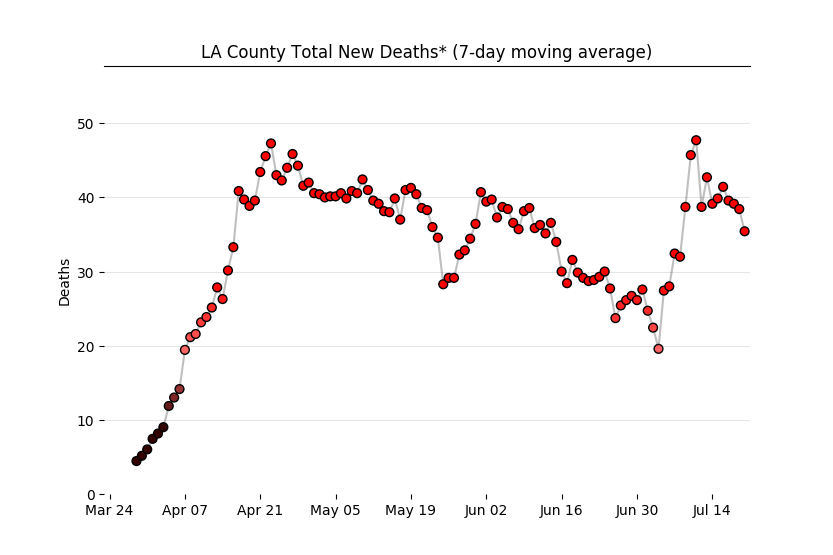 LA County Total New Deaths* (7-day moving average)
Deaths
50
40
30
20
10
0
Mar 24 Apr 07 Apr 21 May 05 May 19 Jun 02 Jun 16 Jun 30 Jul 14